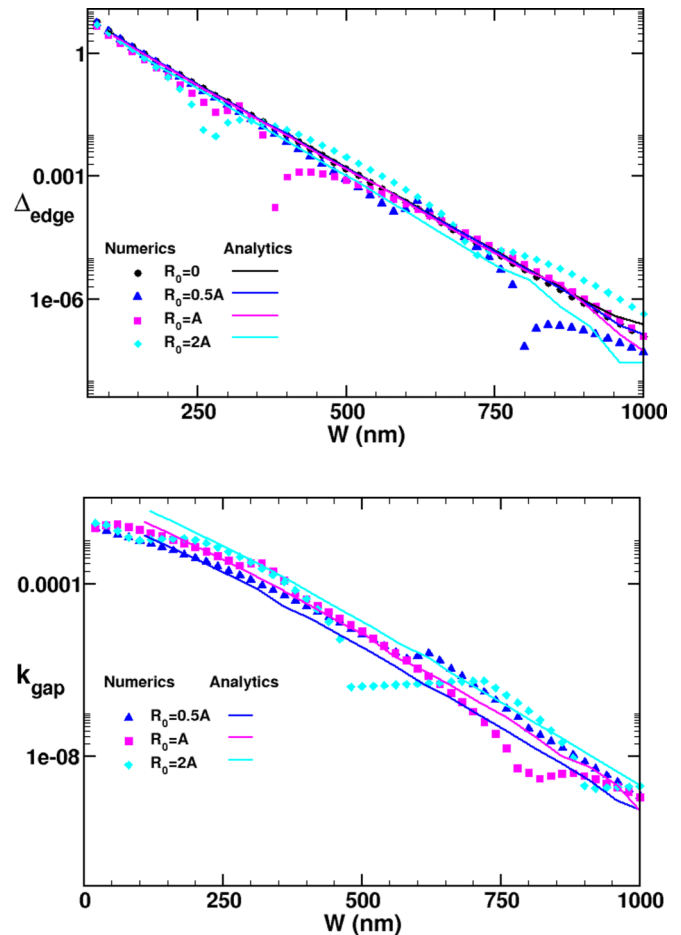 1
0.001
1e-06
Δedge
Numerics Analytics
R0=0
R0=0.5A
R0=A
R0=2A
250 500 750 1000
W (nm)
0.0001
1e-08
kgap
Numerics Analytics
R0=0.5A
R0=A
R0=2A
0 250 500 750 1000
W (nm)